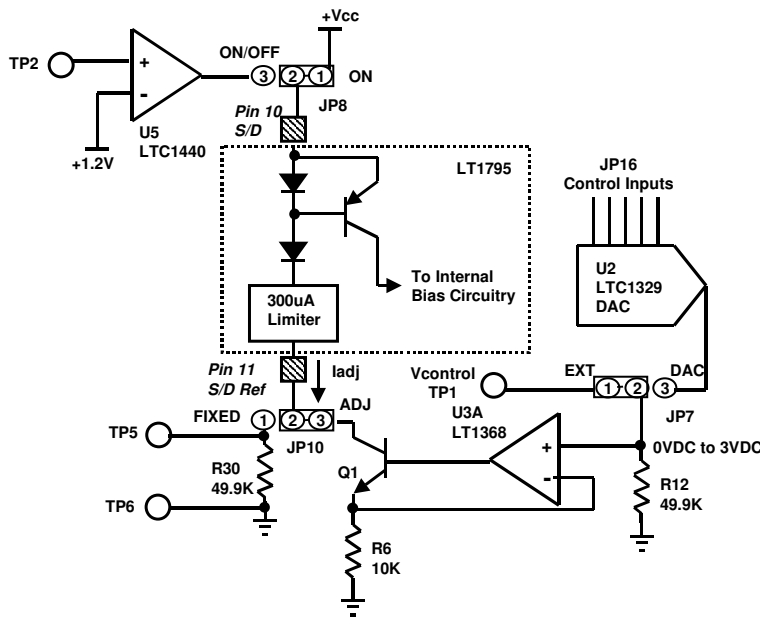 +Vcc
ON/OFF
TP2
+
-
3 2 1
ON
JP8
Pin 10
S/D
U5
LTC1440
+1.2V
LT1795
JP16
Control Inputs
To Internal
Bias Circuitry
U2
LTC1329
DAC
300uA
Limiter
Pin 11
S/D Ref
Iadj
Vcontrol
TP1
EXT
1 2 3
DAC
JP7
FIXED
1 2 3
ADJ
JP10
U3A
LT1368
+
-
0VDC to 3VDC
TP5
R30
49.9K
TP6
Q1
R12
49.9K
R6
10K